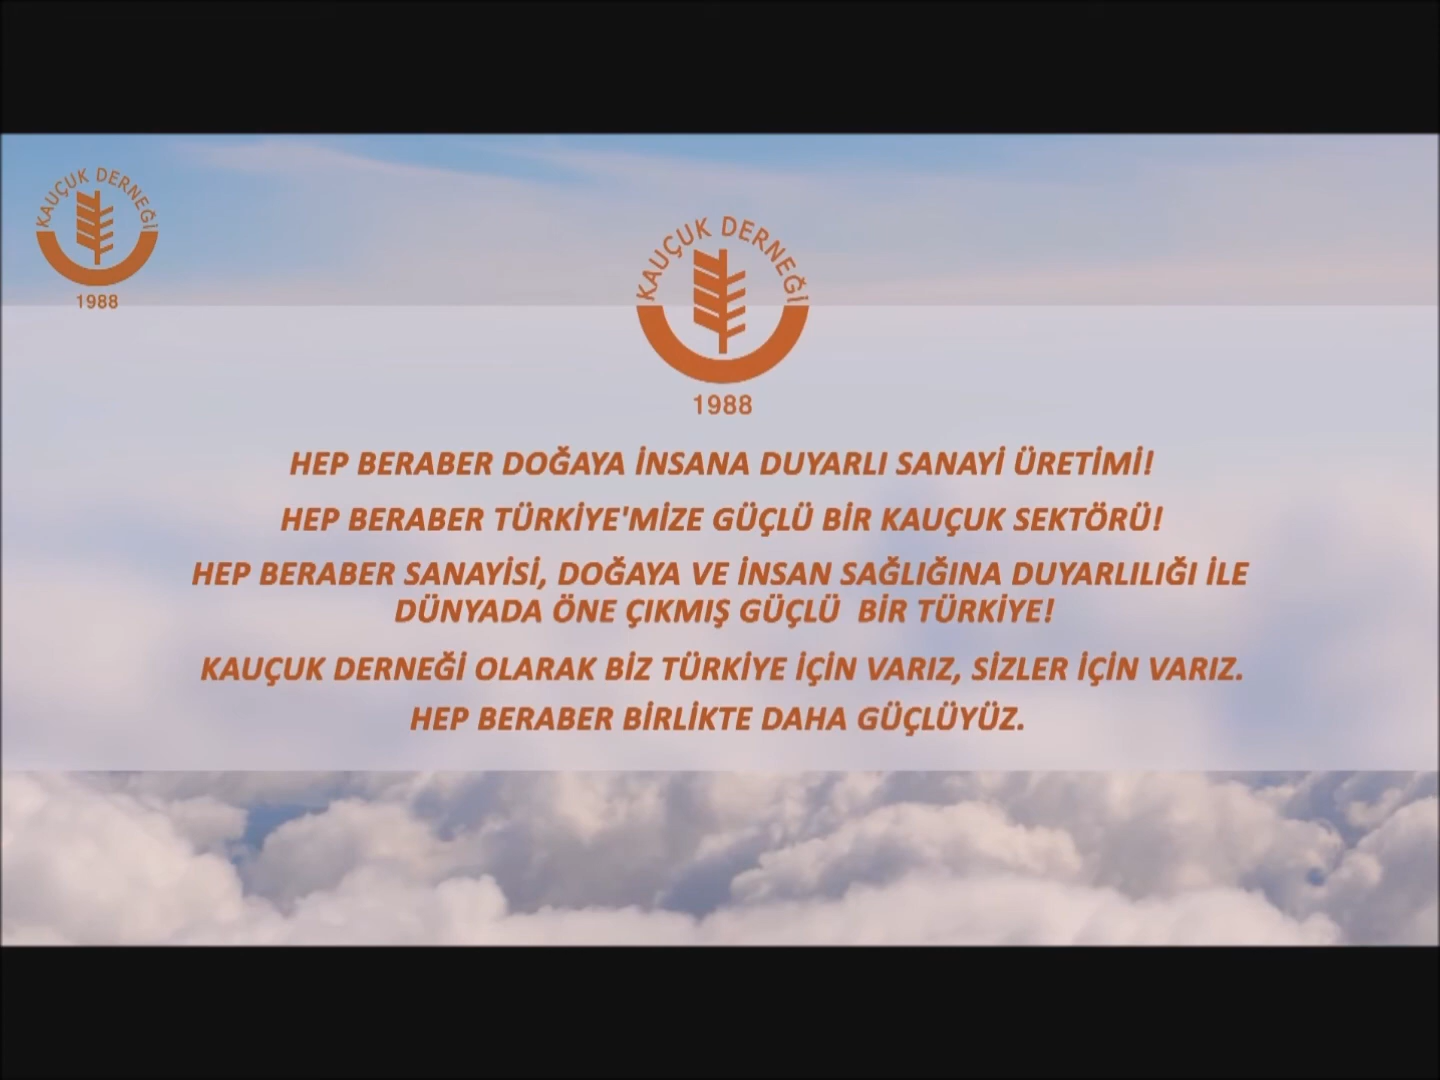 KAUÇUK DERNEĞİ
1988
KAUÇUK DERNEĞİ
1988
HEP BERABER DOĞAYA İNSANA DUYARLI SANAYİ ÜRETİMİ!
HEP BERABER TÜRKİYE'MİZE GÜÇLÜ BİR KAUÇUK SEKTÖRÜ!
HEP BERABER SANAYİSİ, DOĞAYA VE İNSAN SAĞLIĞINA DUYARLILIĞI İLE
DÜNYADA ÖNE ÇIKMIŞ GÜÇLÜ  BİR TÜRKİYE!
KAUÇUK DERNEĞİ OLARAK BİZ TÜRKİYE İÇİN VARIZ, SİZLER İÇİN VARIZ.
HEP BERABER BİRLİKTE DAHA GÜÇLÜYÜZ.